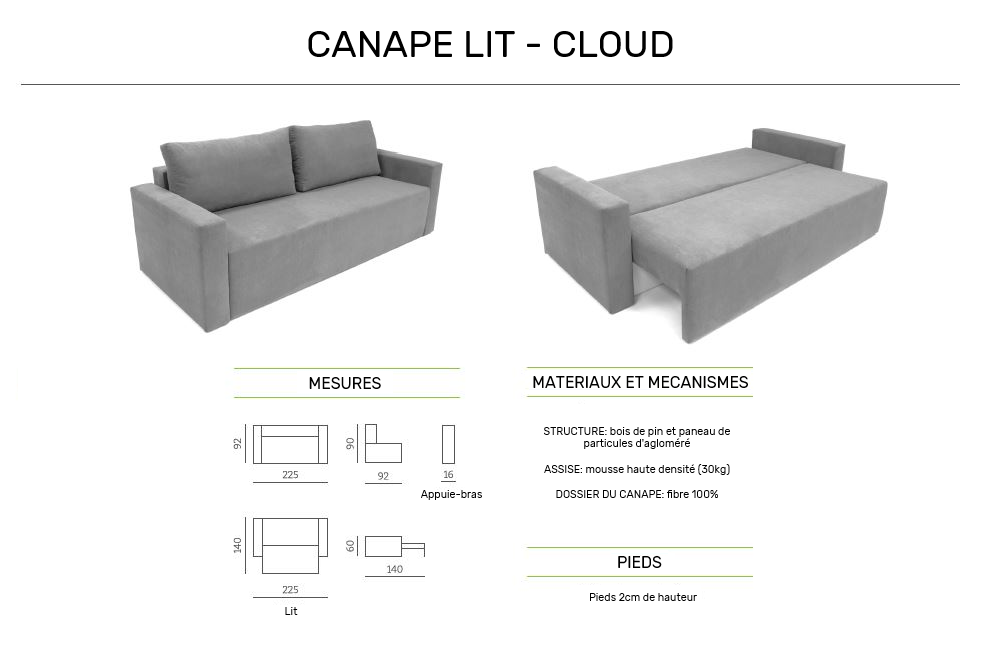 CANAPE LIT - CLOUD
MESURES
92
225
90
92
16
Appuie-bras
140
225
Lit
60
140
MATERIAUX ET MECANISMES
STRUCTURE: bois de pin et paneau de
particules d'agloméré
ASSISE: mousse haute densité (30kg)
DOSSIER DU CANAPE: fibre 100%
PIEDS
Pieds 2cm de hauteur